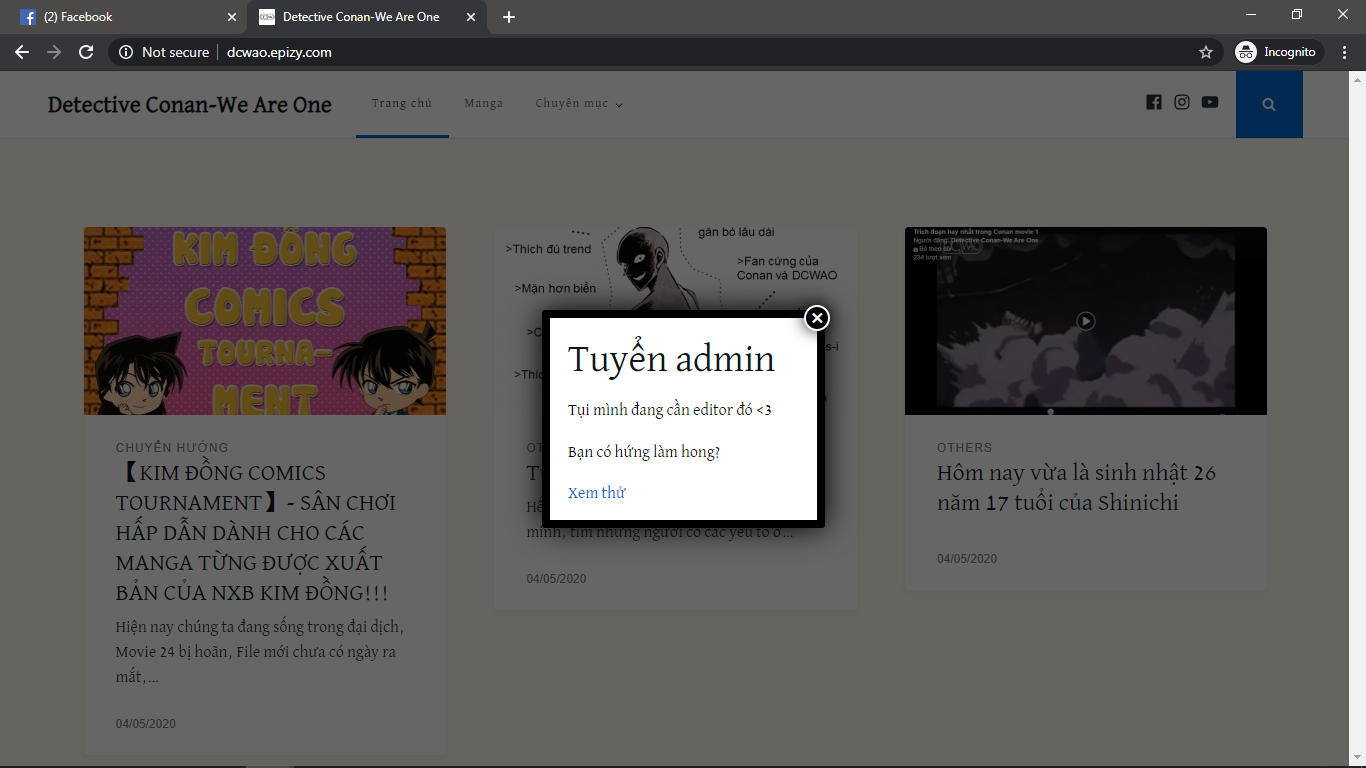 (2) Facebook
Detective Conan-We Are One
Not secure
dcwao.epizy.com
Incognito
Detective Conan-We Are One
Trang chủ
Manga
Chuyên mục
KIM ĐỒNG
COMICS
TOURNA-
MENT
CHUYỂN HƯỚNG
【KIM ĐỒNG COMICS
TOURNAMENT】- SÂN CHƠI
HẤP DẪN DÀNH CHO CÁC
MANGA TỪNG ĐƯỢC XUẤT
BẢN CỦA NXB KIM ĐỒNG!!!
Hiện nay chúng ta đang sống trong đại dịch,
Movie 24 bị hoãn, File mới chưa có ngày ra
mắt,...
04/05/2020
gắn bó lâu dài
>Thích đú trend
>Fan cứng của
Conan và DCWAO
>Mặn hơn biển
Tuyển admin
Tụi mình đang cần editor đó <3
Bạn có hứng làm hong?
Xem thử
mình, tìm những người có các yếu tố ở...
04/05/2020
Trích đoạn hay nhất trong Conan movie 1
Người đăng: Detective Conan-We Are One
Bỏ theo dõi
234 lượt xem
OTHERS
Hôm nay vừa là sinh nhật 26
năm 17 tuổi của Shinichi
04/05/2020